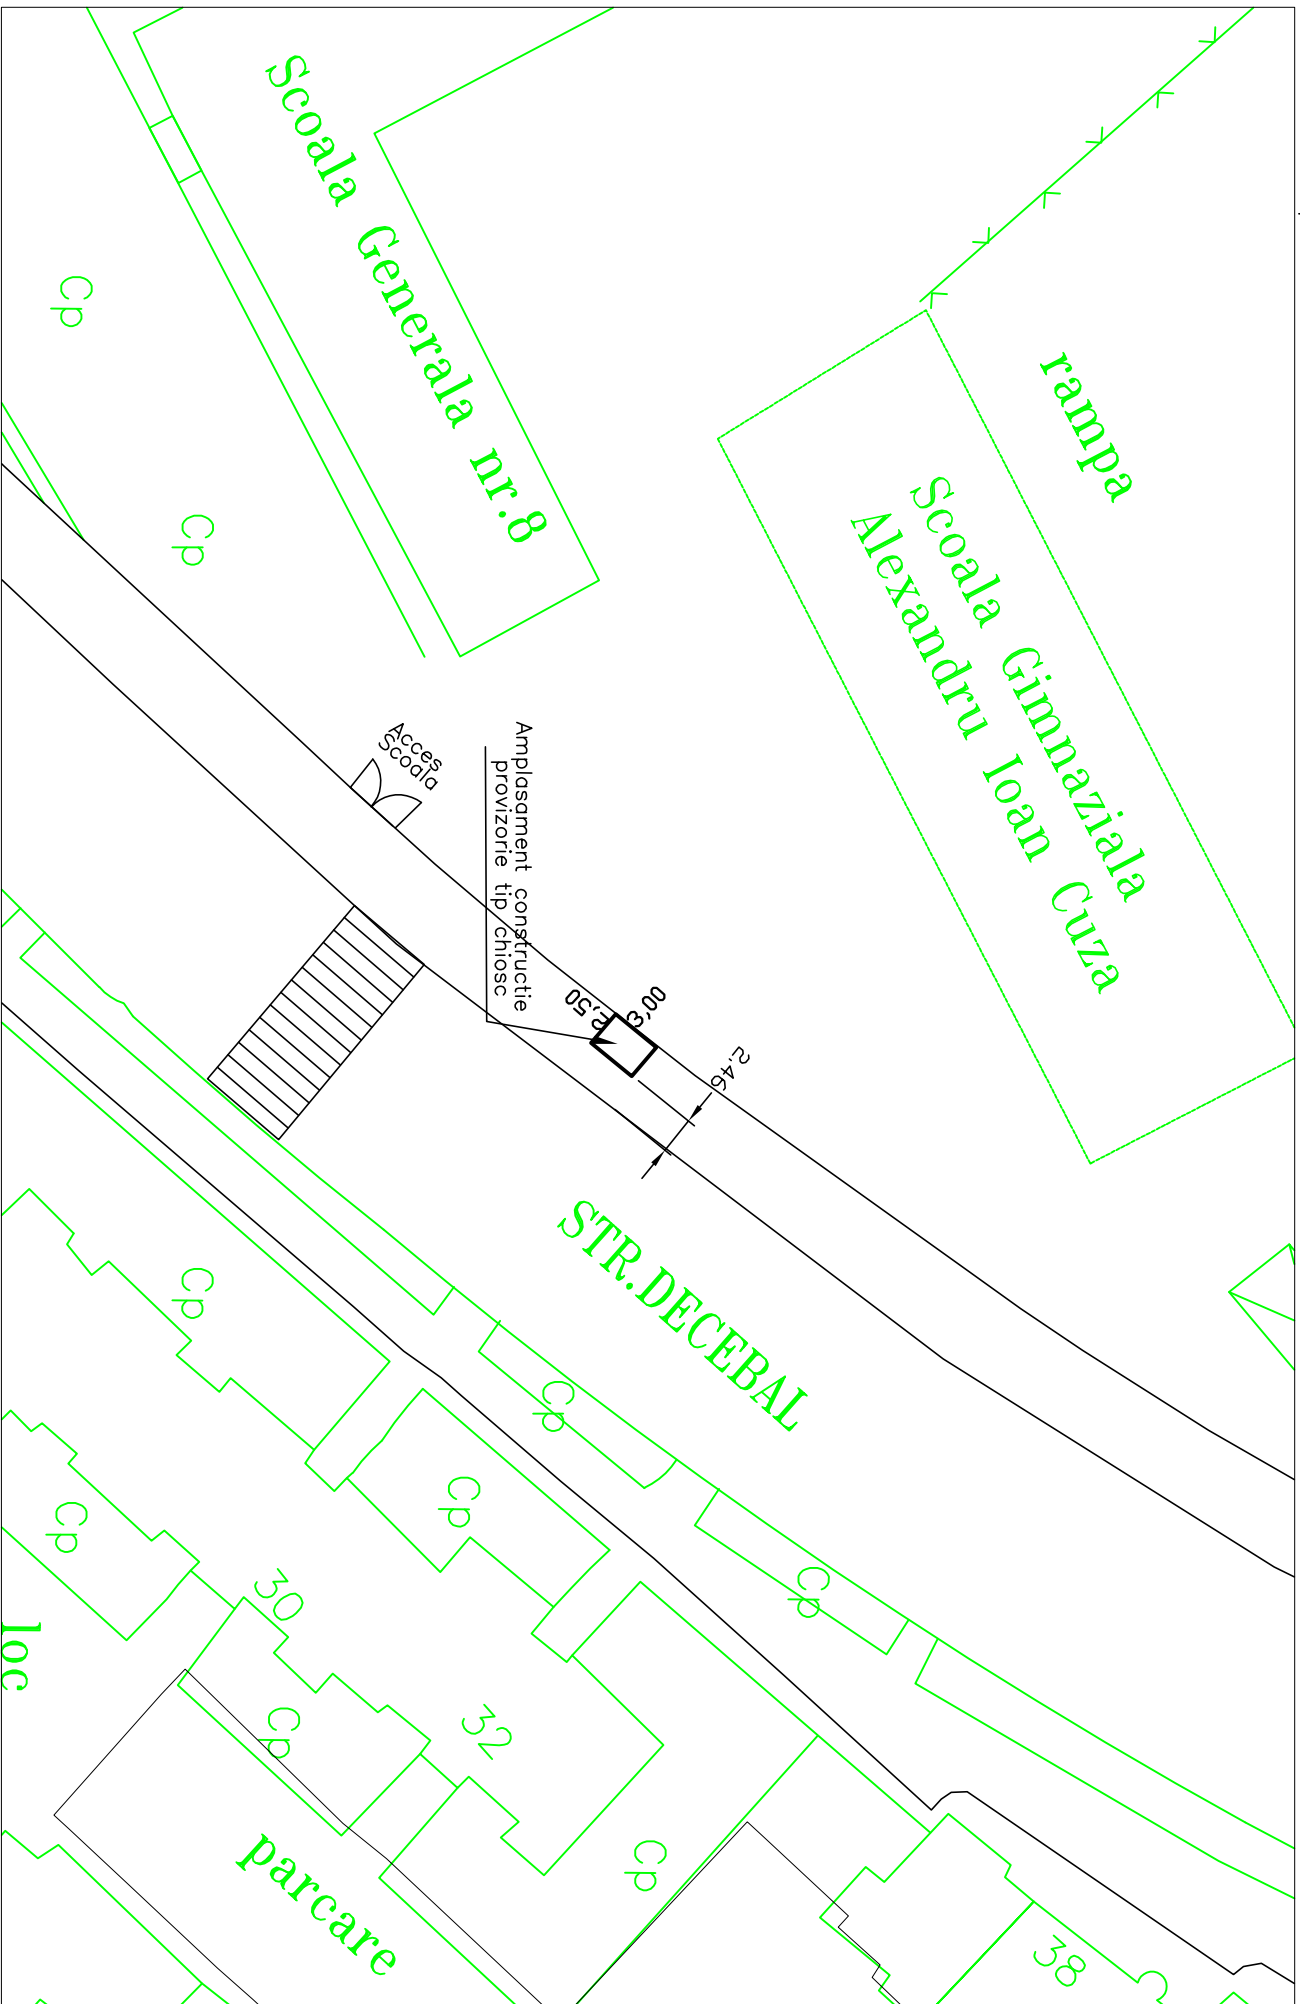 Scoala Generala nr.8
rampa
Scoala Gimnaziala
Alexandru Ioan Cuza
Cp
Cp
Acces
Scoala
Amplasament constructie
provizorie tip chiosc
2,50
3,00
2.46
STR.DECEBAL
Cp
Cp
Cp
Cp
Cp
30
loc
Cp
32
Cp
parcare
38